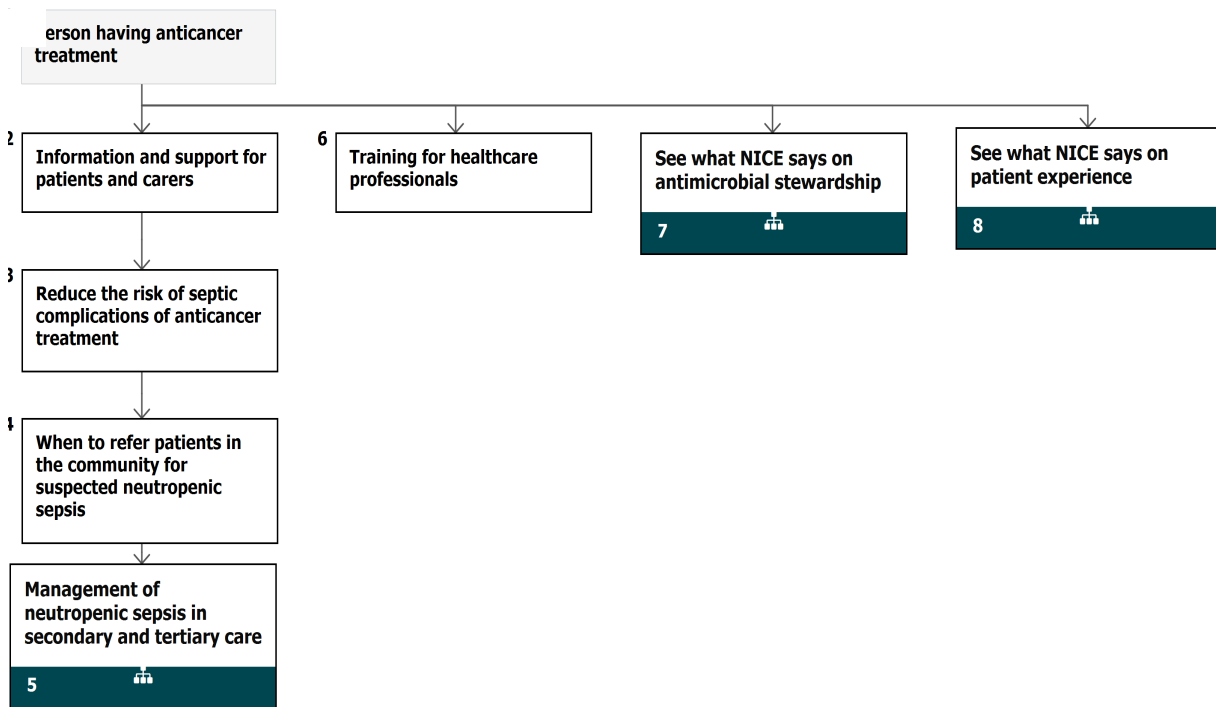 erson having anticancer
treatment
2
Information and support for
patients and carers
6
Training for healthcare
professionals
See what NICE says on
antimicrobial stewardship
7
See what NICE says on
patient experience
8
3
Reduce the risk of septic
complications of anticancer
treatment
4
When to refer patients in
the community for
suspected neutropenic
sepsis
Management of
neutropenic sepsis in
secondary and tertiary care
5